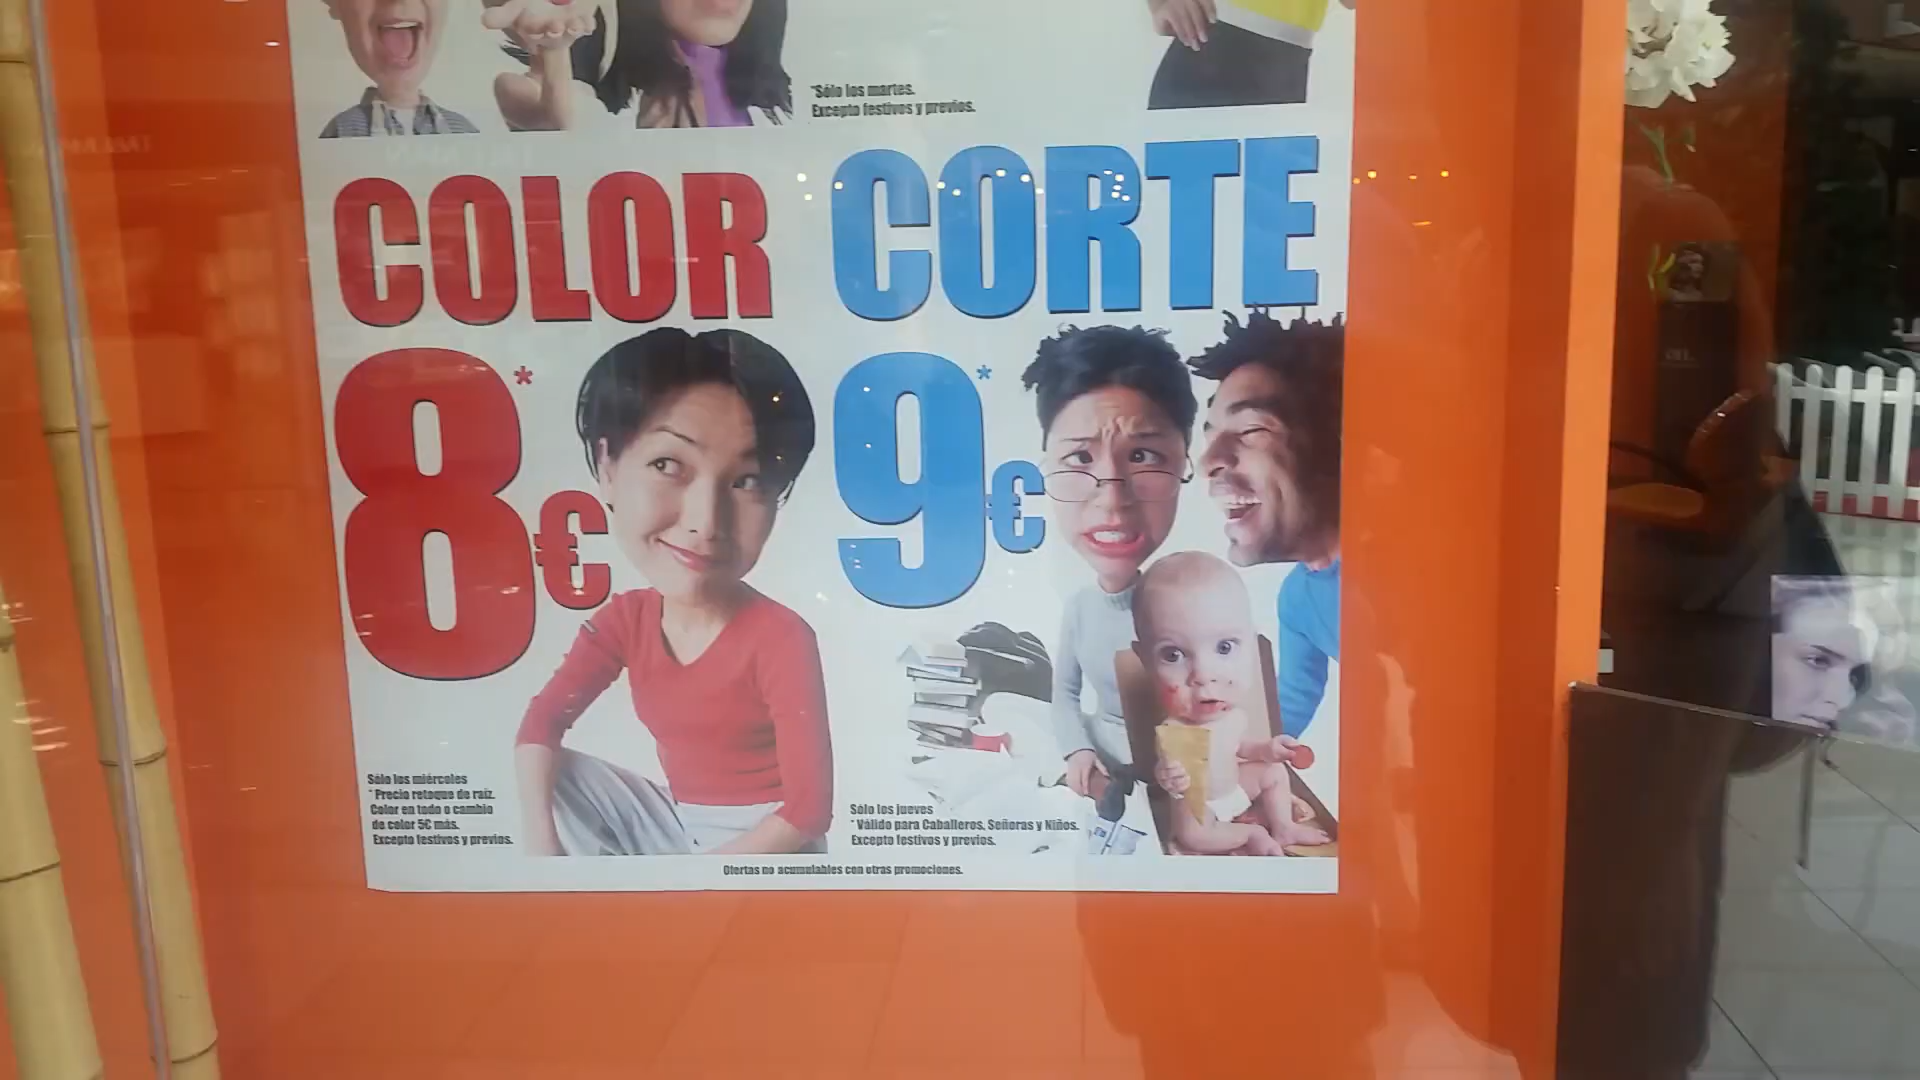 *Sólo los martes.
Excepto festivos y previos.
COLOR
8*€
Sólo los miércoles
* Precio retoque de raíz.
Color en todo o cambio
de color 5€ más.
Excepto festivos y previos.
CORTE
9*€
Sólo los jueves
* Válido para Caballeros, Señoras y Niños.
Excepto festivos y previos.
Ofertas no acumulables con otras promociones.